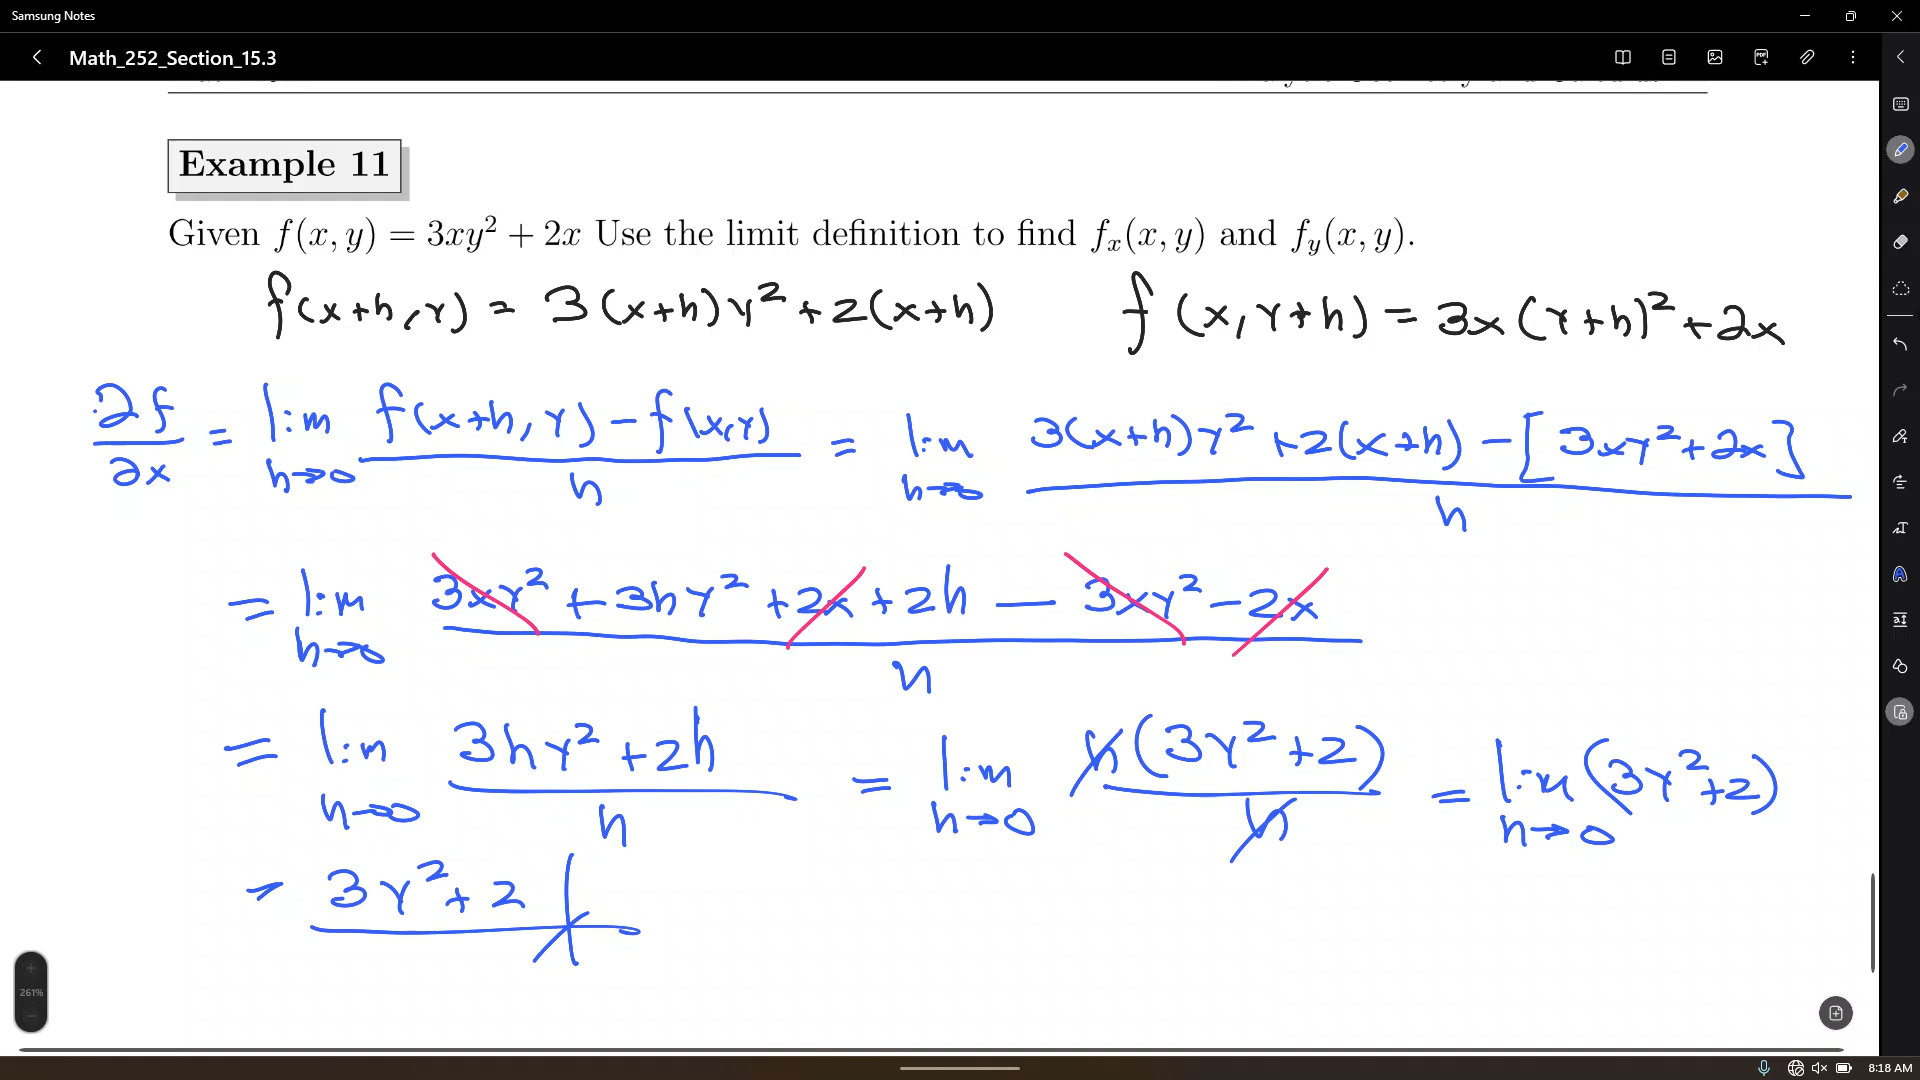 Samsung Notes
Math_252_Section_15.3
Example 11
Given f(x, y) = 3xy² + 2x Use the limit definition to find fₓ(x, y) and f_y(x, y).
f(x+h, y) = 3(x+h)y² + 2(x+h)    f(x, y+h) = 3x(y+h)² + 2x
∂f/∂x = lim h→0 (f(x+h, y) - f(x,y))/h = lim h→0 (3(x+h)y² + 2(x+h) - [3xy² + 2x])/h
= lim h→0 (3xy² + 3hy² + 2x + 2h - 3xy² - 2x)/h
= lim h→0 (3hy² + 2h)/h = lim h→0 h(3y² + 2)/h = lim h→0 (3y² + 2)
= 3y² + 2
261%
8:18 AM